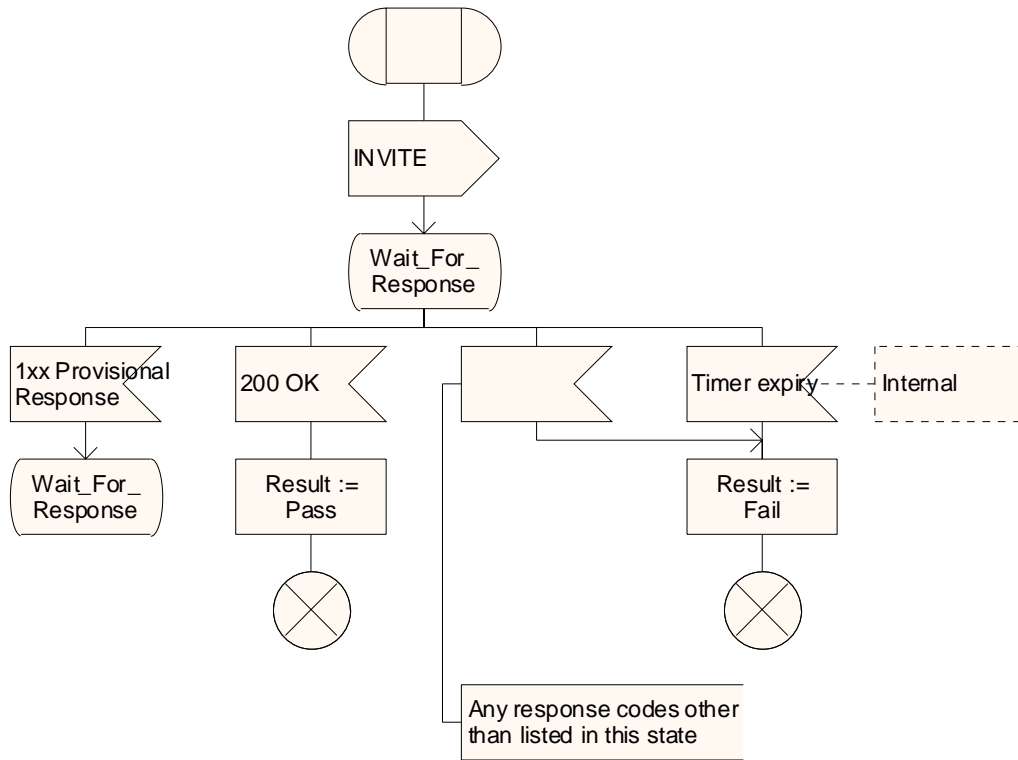 INVITE
Wait_For_
Response
1xx Provisional
Response
200 OK
Timer expiry
Internal
Wait_For_
Response
Result :=
Pass
Result :=
Fail
Any response codes other
than listed in this state